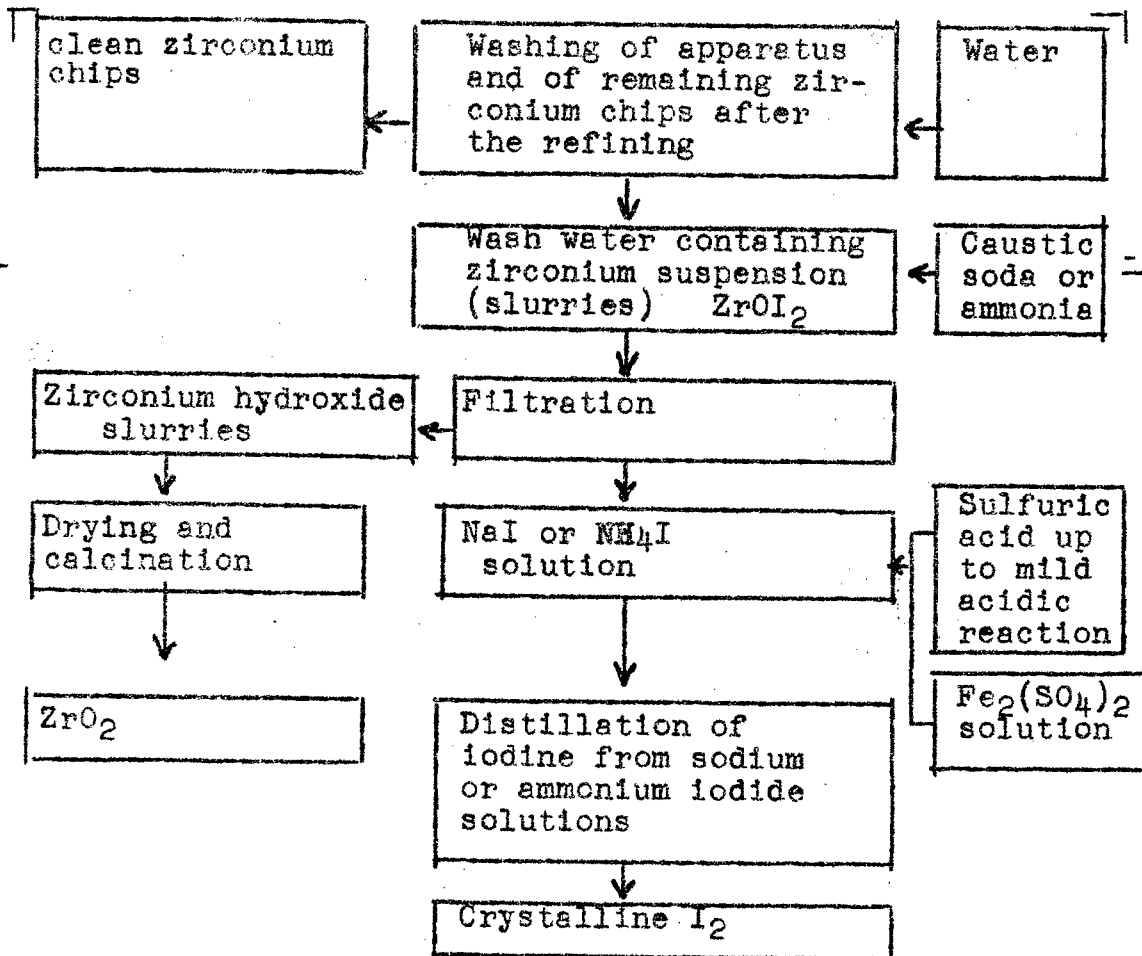 clean zirconium
chips
Washing of apparatus
and of remaining zir-
conium chips after
the refining
Water
Wash water containing
zirconium suspension
(slurries) ZrOI₂
Caustic
soda or
ammonia
Zirconium hydroxide
slurries
Filtration
Drying and
calcination
NaI or NH₄I
solution
Sulfuric
acid up
to mild
acidic
reaction
ZrO₂
Distillation of
iodine from sodium
or ammonium iodide
solutions
Fe₂(SO₄)₂
solution
Crystalline I₂